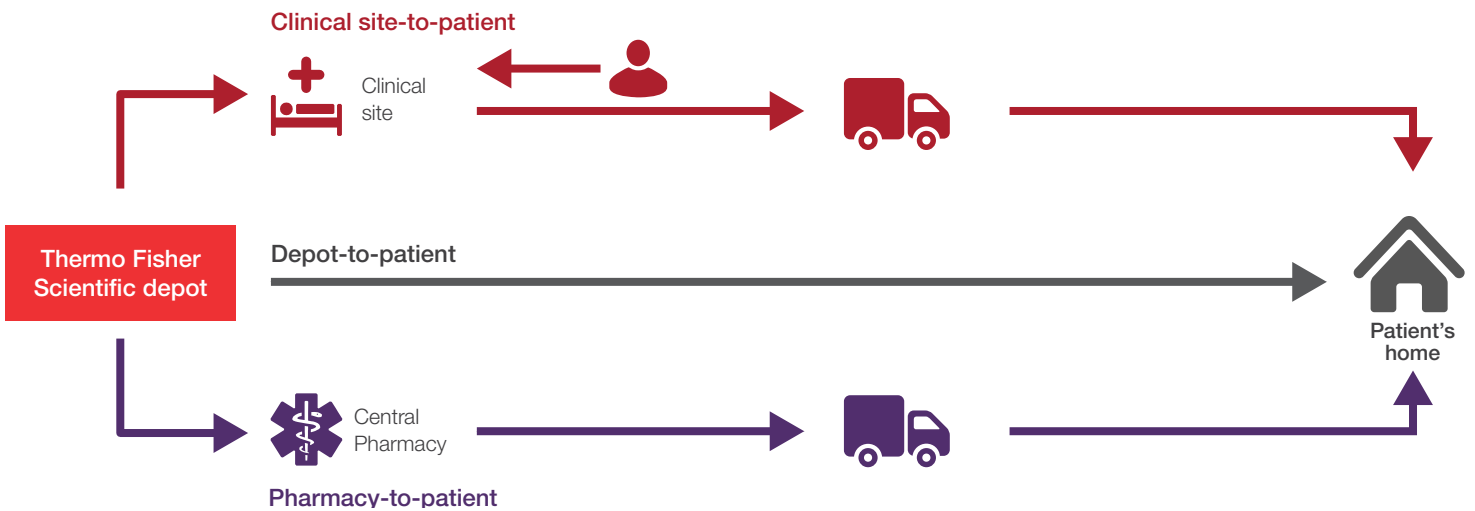 Clinical site-to-patient
Clinical
site
Thermo Fisher
Scientific depot
Depot-to-patient
Patient's
home
Central
Pharmacy
Pharmacy-to-patient